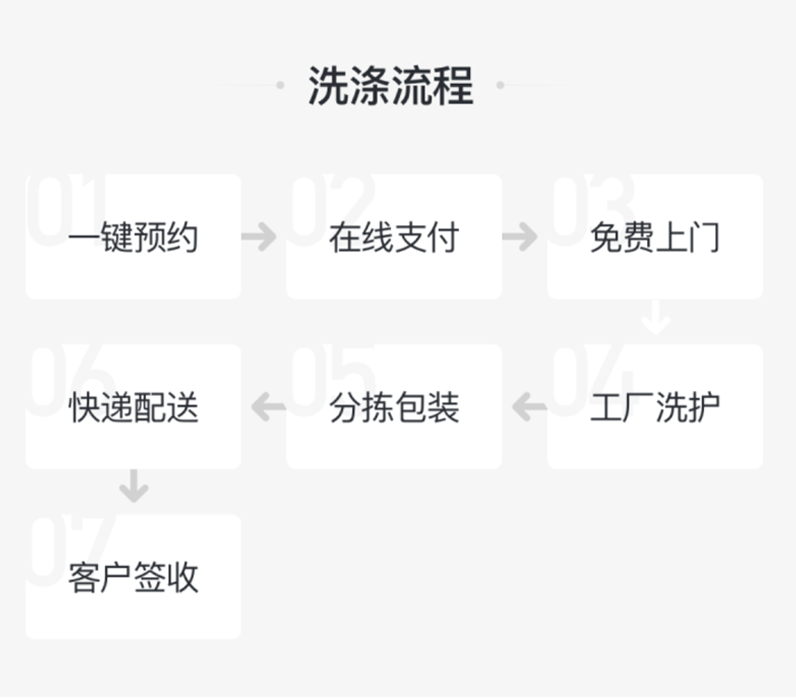 洗涤流程
01
一键预约
02
在线支付
03
免费上门
04
工厂洗护
05
分拣包装
06
快递配送
07
客户签收